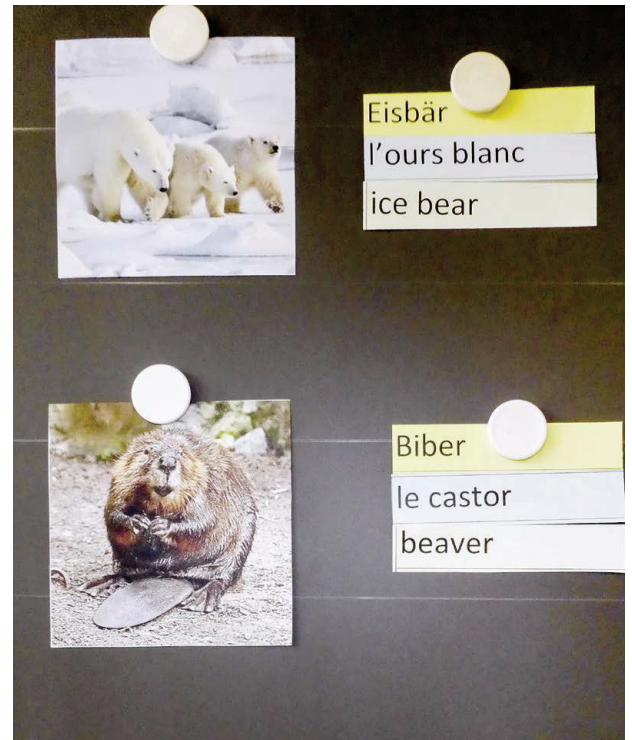 Eisbär
l'ours blanc
ice bear
Biber
le castor
beaver